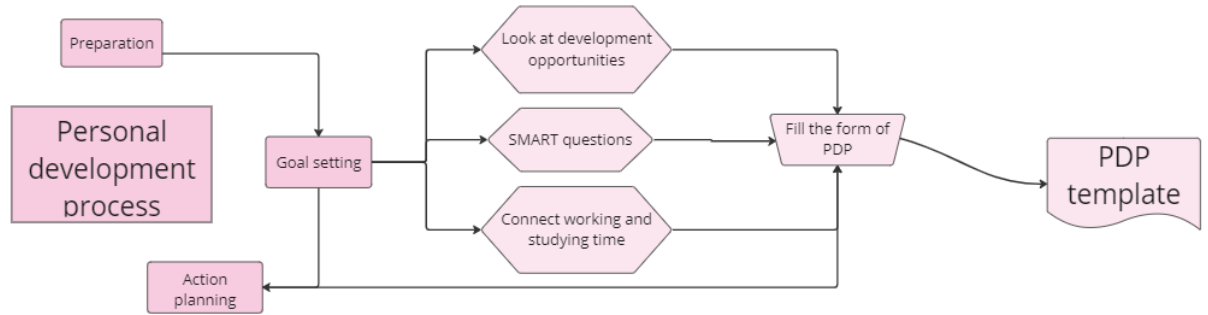 Preparation
Personal
development
process
Goal setting
Action
planning
Look at development
opportunities
SMART questions
Connect working and
studying time
Fill the form of
PDP
PDP
template